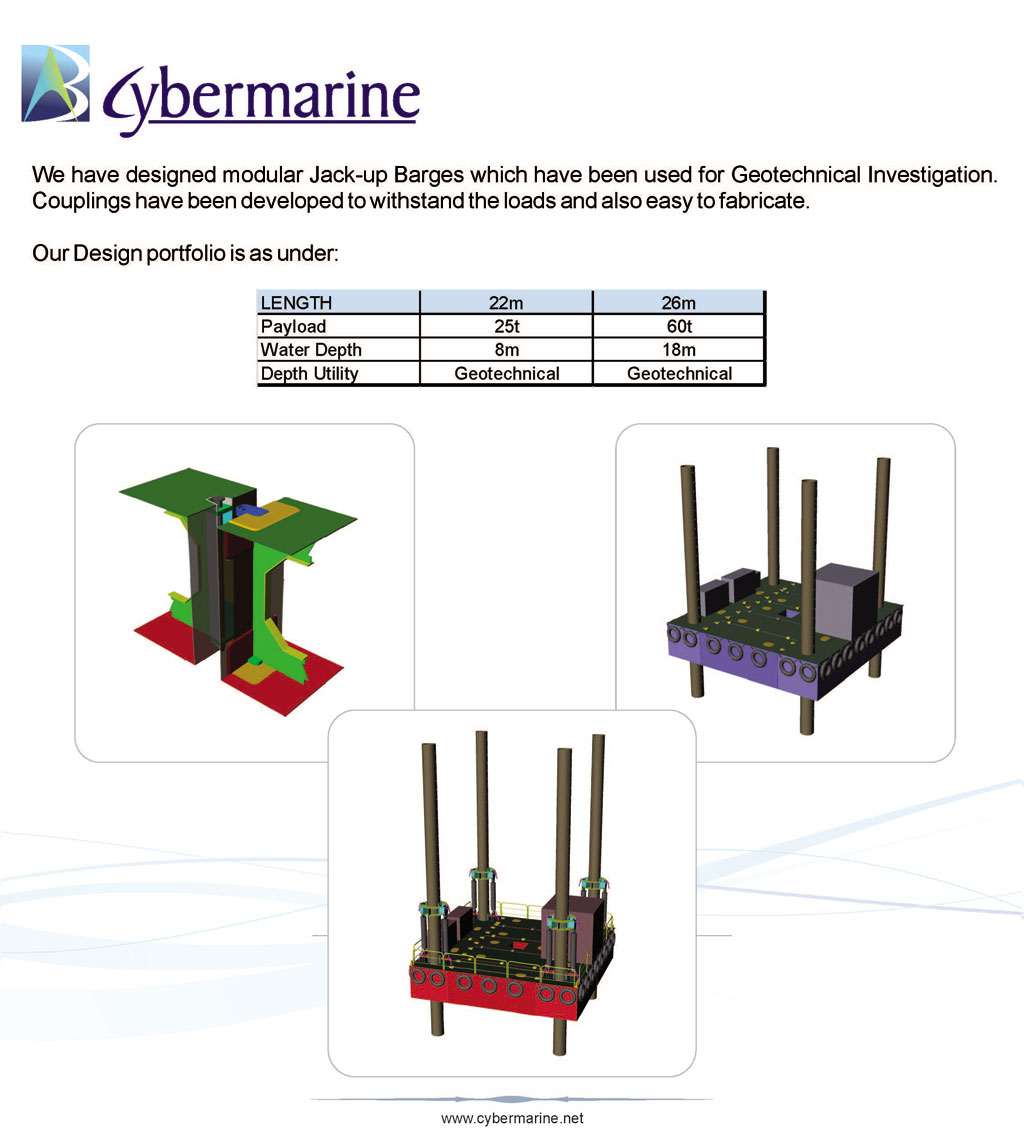 Cybermarine
We have designed modular Jack-up Barges which have been used for Geotechnical Investigation.
Couplings have been developed to withstand the loads and also easy to fabricate.
Our Design portfolio is as under:
LENGTH 22m 26m
Payload 25t 60t
Water Depth 8m 18m
Depth Utility Geotechnical Geotechnical
www.cybermarine.net